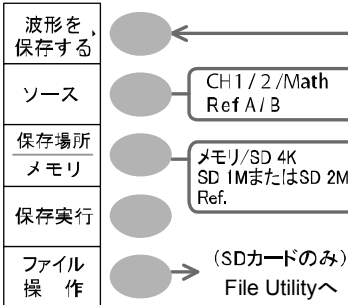 波形を
保存する
ソース
CH1/2/Math
Ref A/B
保存場所
メモリ
メモリ/SD 4K
SD 1MまたはSD 2M
Ref.
保存実行
ファイル
操 作
(SDカードのみ)
File Utilityへ